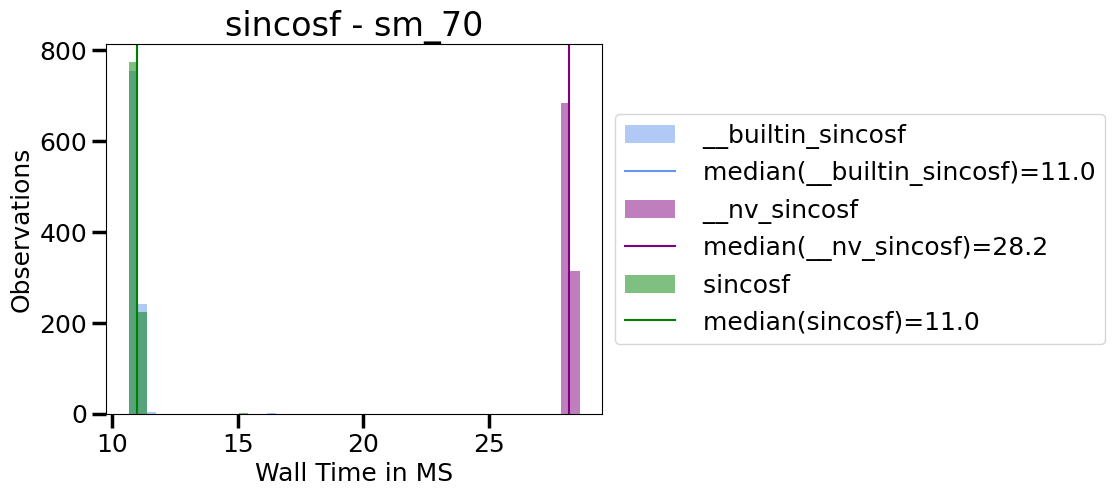 sincosf - sm_70
800
600
400
200
0
Observations
10
15
20
25
Wall Time in MS
__builtin_sincosf
median(__builtin_sincosf)=11.0
__nv_sincosf
median(__nv_sincosf)=28.2
sincosf
median(sincosf)=11.0